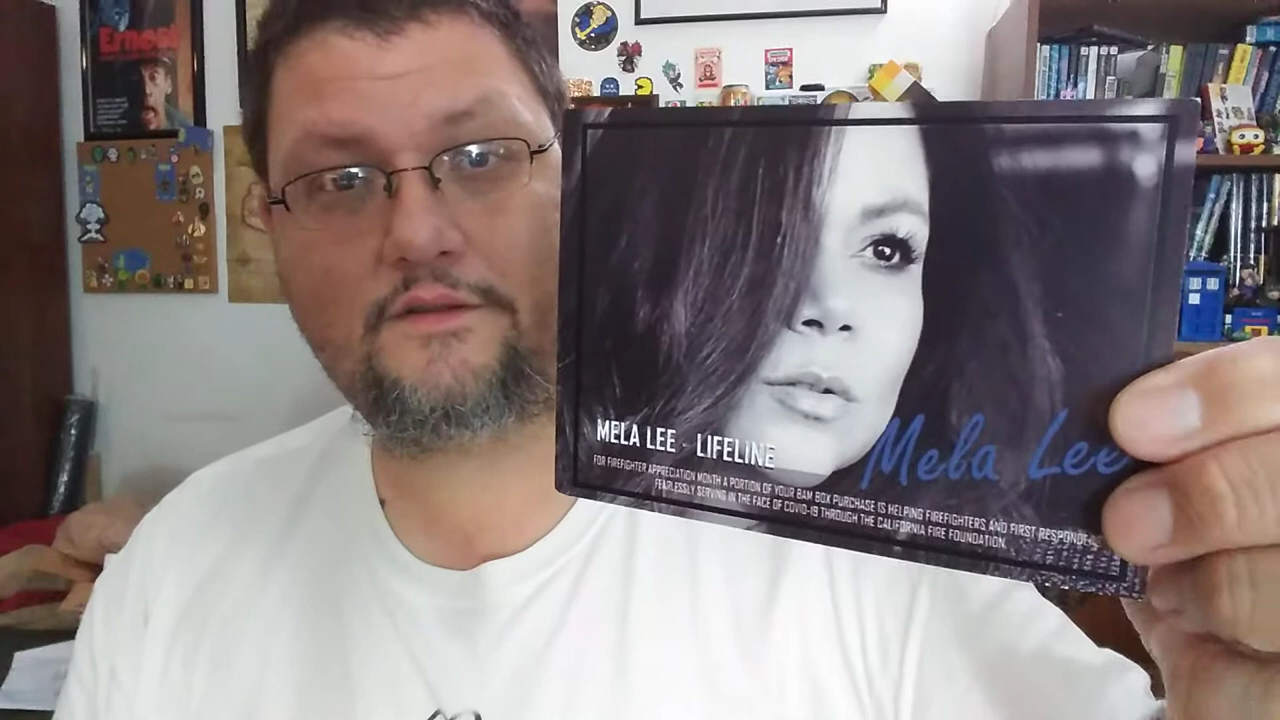 Ernest
MELA LEE - LIFELINE
Mela Lee
FOR FIREFIGHTER APPRECIATION MONTH A PORTION OF YOUR BAM BOX PURCHASE IS HELPING FIREFIGHTERS AND FIRST RESPONDE
FEARLESSLY SERVING IN THE FACE OF COVID-19 THROUGH THE CALIFORNIA FIRE FOUNDATION.